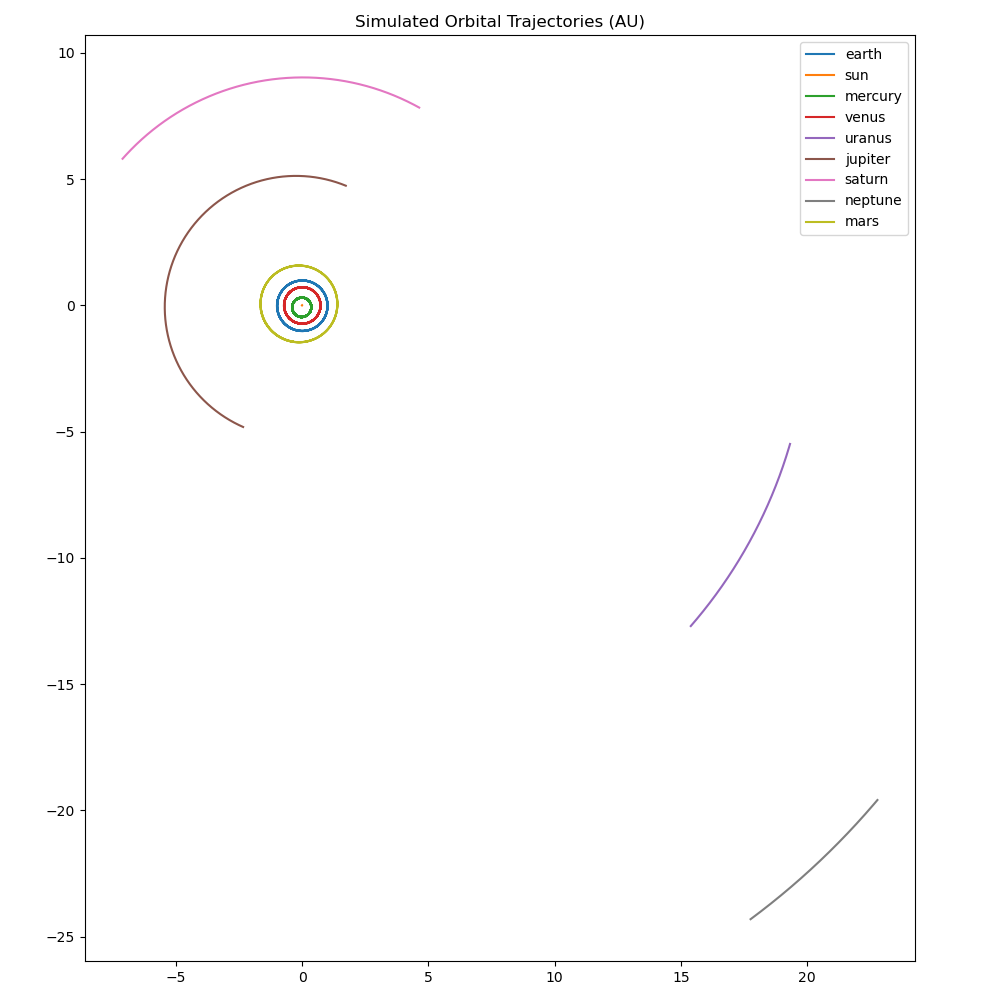 Simulated Orbital Trajectories (AU)
earth
sun
mercury
venus
uranus
jupiter
saturn
neptune
mars
10
5
0
−5
−10
−15
−20
−25
−5
0
5
10
15
20